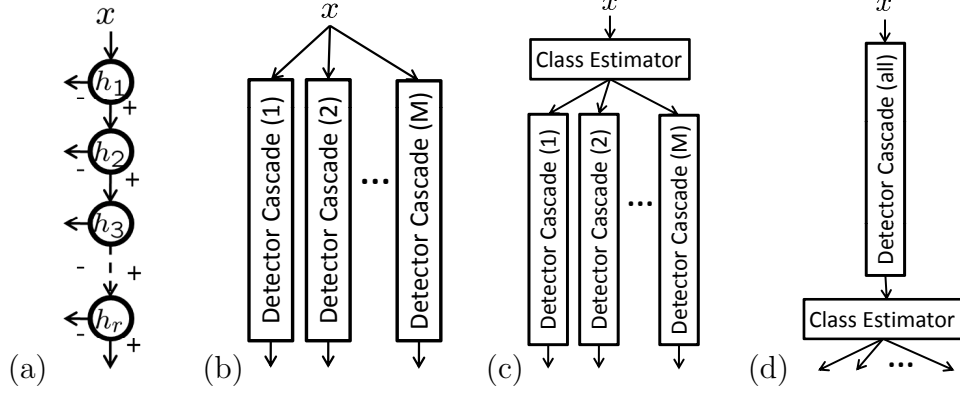 x
h1
-
+
h2
-
+
h3
-
+
hr
-
+
(a)
x
Detector Cascade (1)
Detector Cascade (2)
...
Detector Cascade (M)
(b)
x
Class Estimator
Detector Cascade (1)
Detector Cascade (2)
...
Detector Cascade (M)
(c)
x
Detector Cascade (all)
Class Estimator
...
(d)